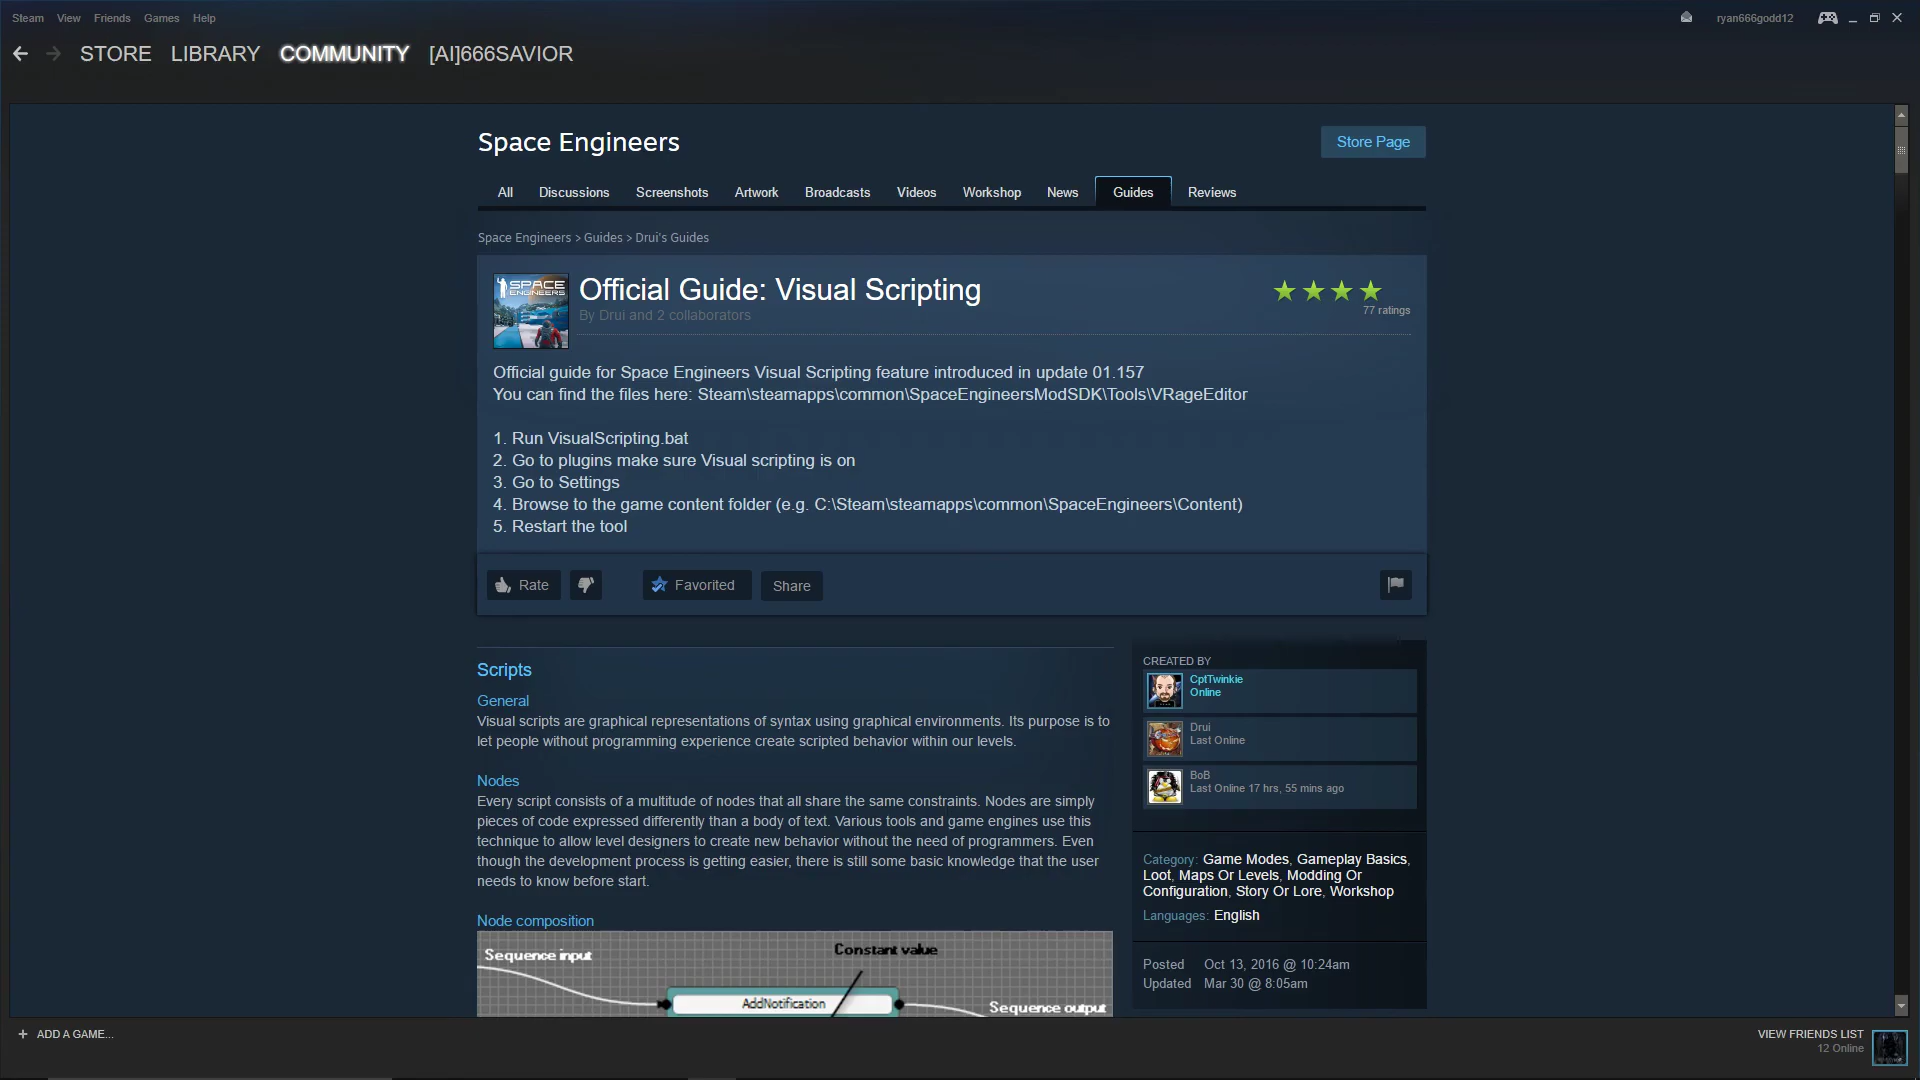 Steam View Friends Games Help
ryan666godd12
STORE LIBRARY COMMUNITY [AI]666SAVIOR
Space Engineers
Store Page
All Discussions Screenshots Artwork Broadcasts Videos Workshop News Guides Reviews
Space Engineers > Guides > Drui's Guides
SPACE
ENGINEERS
Official Guide: Visual Scripting
By Drui and 2 collaborators
77 ratings
Official guide for Space Engineers Visual Scripting feature introduced in update 01.157
You can find the files here: Steam\steamapps\common\SpaceEngineersModSDK\Tools\VRageEditor
1. Run VisualScripting.bat
2. Go to plugins make sure Visual scripting is on
3. Go to Settings
4. Browse to the game content folder (e.g. C:\Steam\steamapps\common\SpaceEngineers\Content)
5. Restart the tool
Rate
Favorited
Share
Scripts
General
Visual scripts are graphical representations of syntax using graphical environments. Its purpose is to
let people without programming experience create scripted behavior within our levels.
Nodes
Every script consists of a multitude of nodes that all share the same constraints. Nodes are simply
pieces of code expressed differently than a body of text. Various tools and game engines use this
technique to allow level designers to create new behavior without the need of programmers. Even
though the development process is getting easier, there is still some basic knowledge that the user
needs to know before start.
Node composition
Sequence input
Constant value
AddNotification
Sequence output
CREATED BY
CptTwinkie
Online
Drui
Last Online
BoB
Last Online 17 hrs, 55 mins ago
Category: Game Modes, Gameplay Basics,
Loot, Maps Or Levels, Modding Or
Configuration, Story Or Lore, Workshop
Languages: English
Posted Oct 13, 2016 @ 10:24am
Updated Mar 30 @ 8:05am
+ ADD A GAME...
VIEW FRIENDS LIST
12 Online